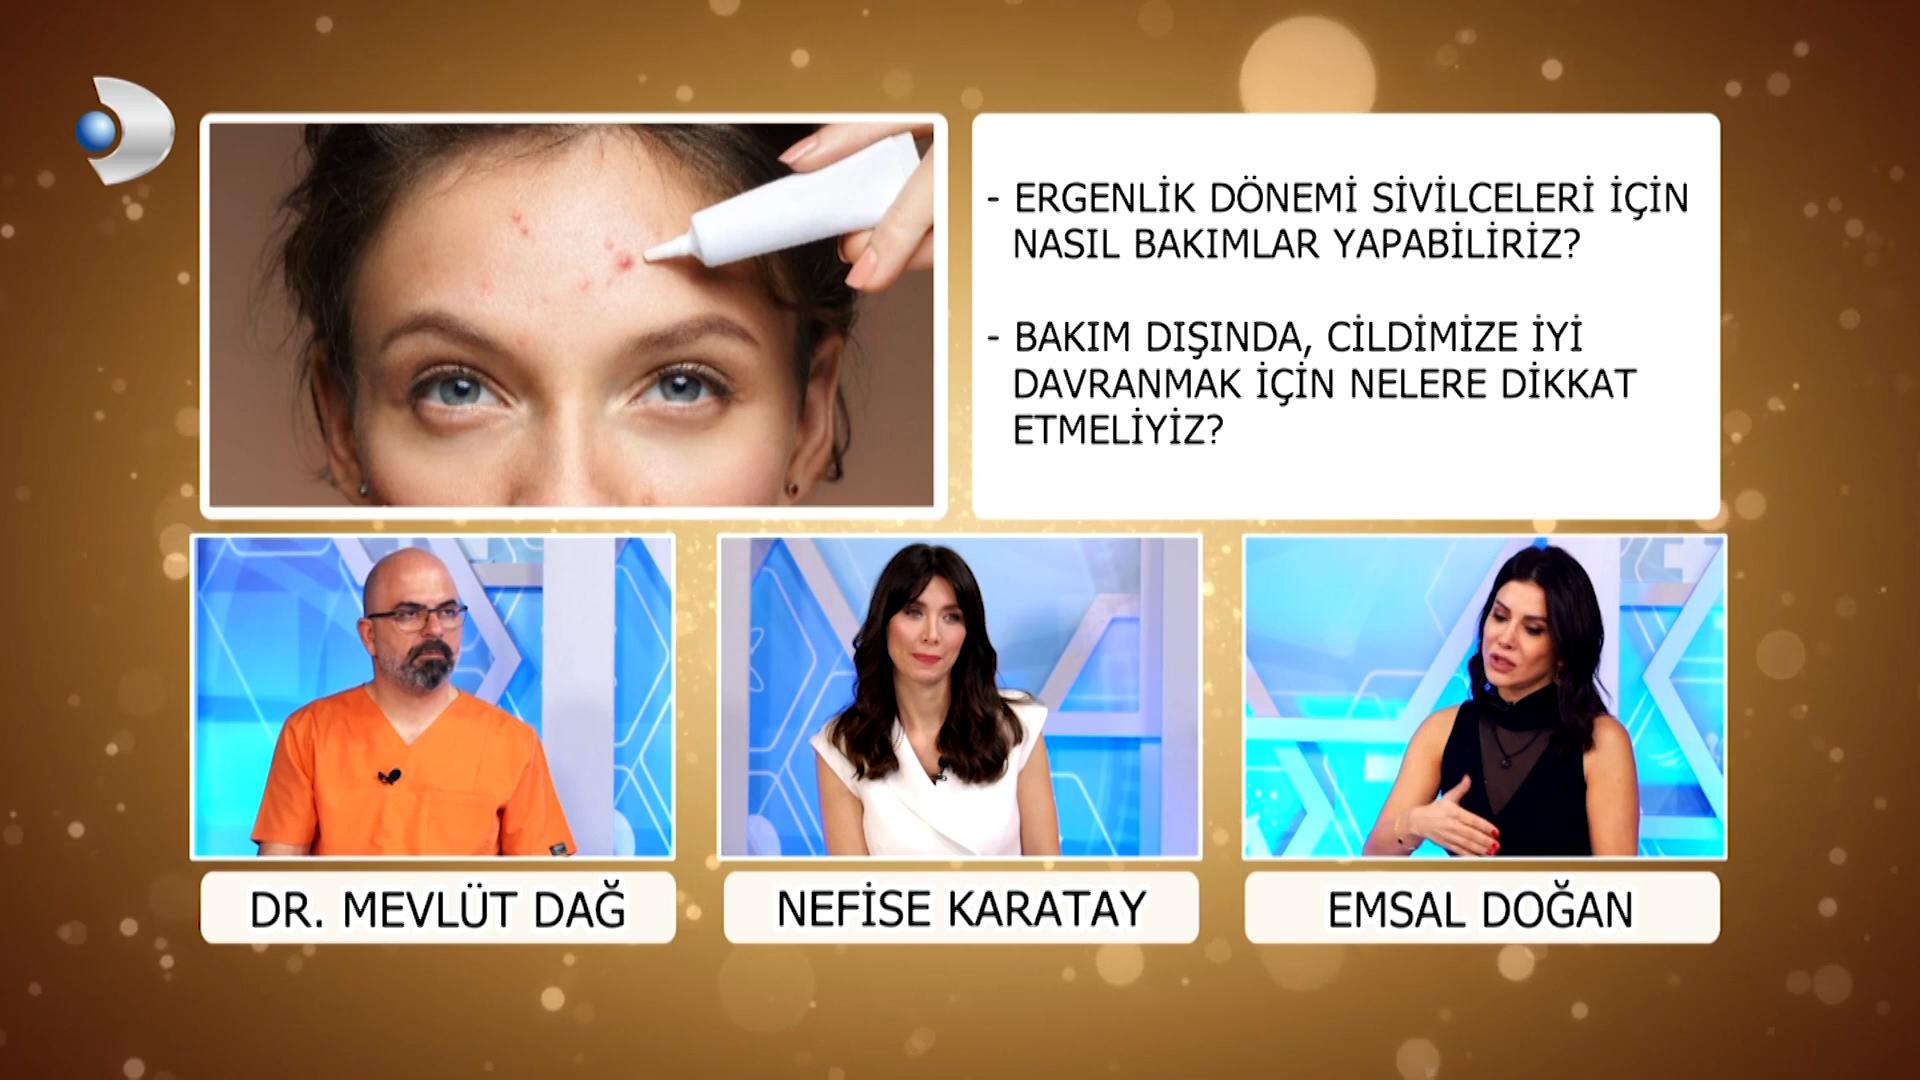 - ERGENLİK DÖNEMİ SİVİLCELERİ İÇİN
NASIL BAKIMLAR YAPABİLİRİZ?
- BAKIM DIŞINDA, CİLDİMİZE İYİ
DAVRANMAK İÇİN NELERE DİKKAT
ETMELİYİZ?
DR. MEVLÜT DAĞ
NEFİSE KARATAY
EMSAL DOĞAN